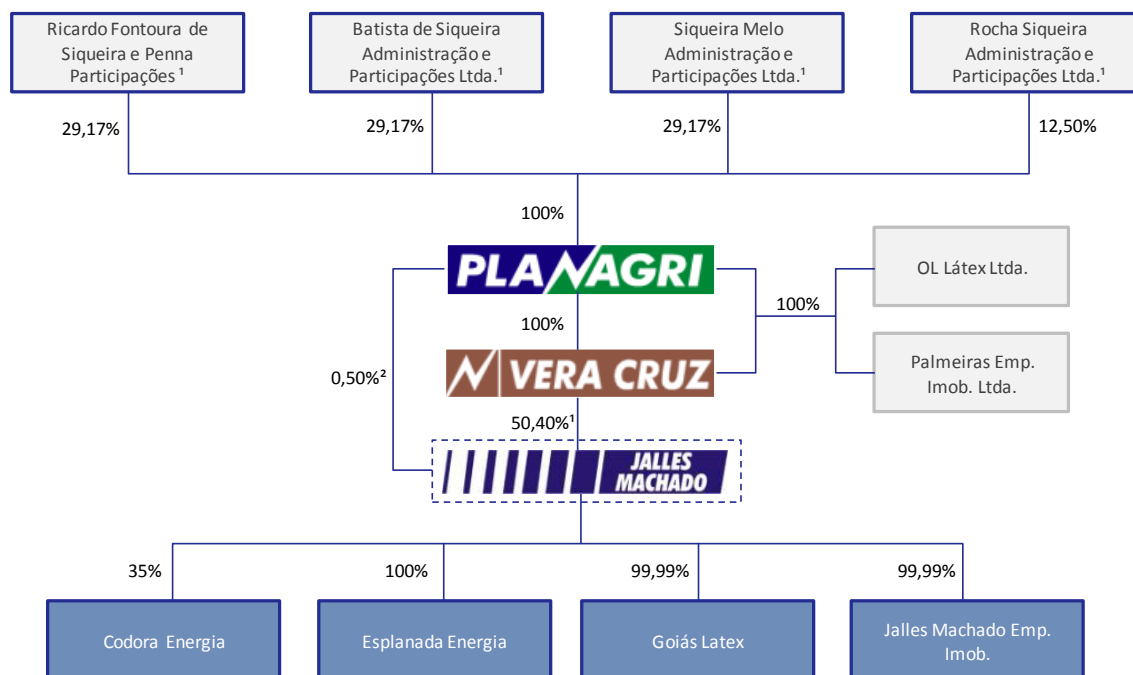 Ricardo Fontoura de
Siqueira e Penna
Participações ¹
Batista de Siqueira
Administração e
Participações Ltda.¹
Siqueira Melo
Administração e
Participações Ltda.¹
Rocha Siqueira
Administração e
Participações Ltda.¹
29,17%
29,17%
29,17%
12,50%
100%
PLANAGRI
OL Látex Ltda.
100%
100%
VERA CRUZ
Palmeiras Emp.
Imob. Ltda.
0,50%²
50,40%¹
JALLES
MACHADO
35%
100%
99,99%
99,99%
Codora Energia
Esplanada Energia
Goiás Latex
Jalles Machado Emp.
Imob.